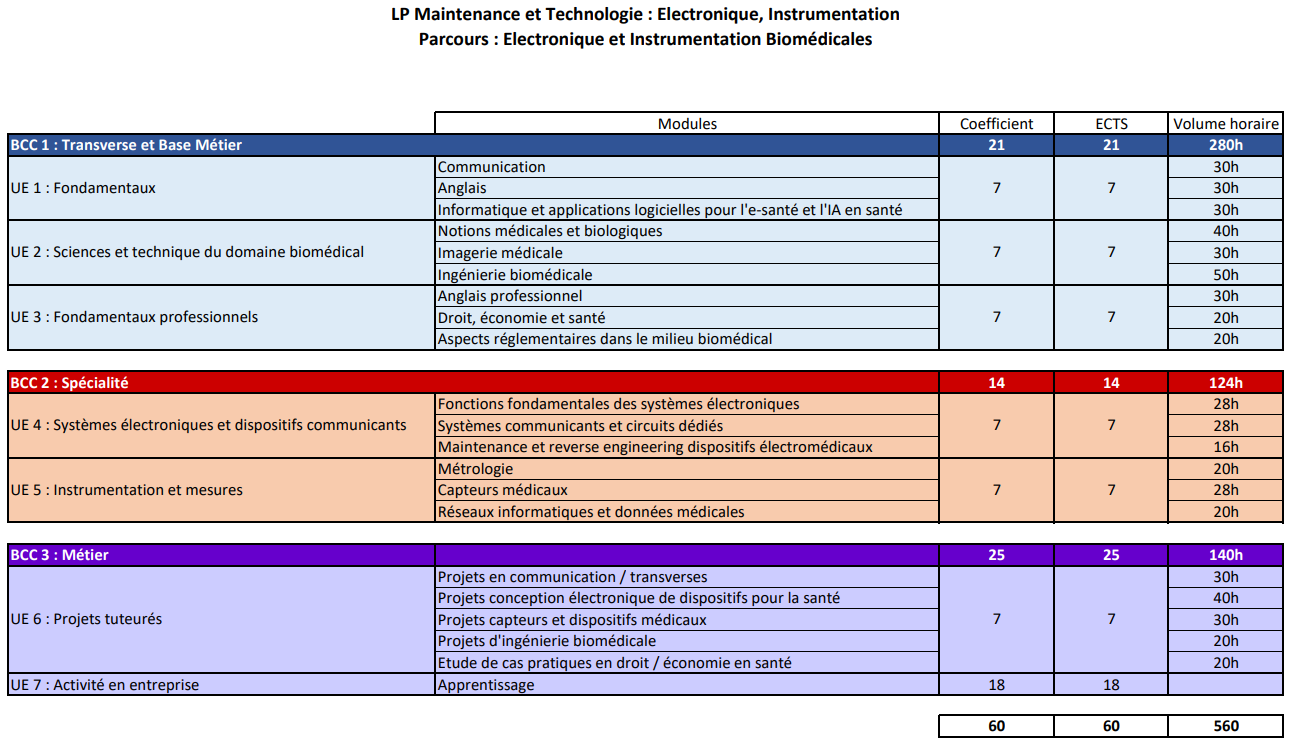 LP Maintenance et Technologie : Electronique, Instrumentation
Parcours : Electronique et Instrumentation Biomédicales
Modules Coefficient ECTS Volume horaire
BCC 1 : Transverse et Base Métier 21 21 280h
Communication 30h
UE 1 : Fondamentaux Anglais 7 7 30h
Informatique et applications logicielles pour l'e-santé et l'IA en santé 30h
Notions médicales et biologiques 40h
UE 2 : Sciences et technique du domaine biomédical Imagerie médicale 7 7 30h
Ingénierie biomédicale 50h
Anglais professionnel 30h
UE 3 : Fondamentaux professionnels Droit, économie et santé 7 7 20h
Aspects réglementaires dans le milieu biomédical 20h
BCC 2 : Spécialité 14 14 124h
Fonctions fondamentales des systèmes électroniques 28h
UE 4 : Systèmes électroniques et dispositifs communicants Systèmes communicants et circuits dédiés 7 7 28h
Maintenance et reverse engineering dispositifs électromédicaux 16h
Métrologie 20h
UE 5 : Instrumentation et mesures Capteurs médicaux 7 7 28h
Réseaux informatiques et données médicales 20h
BCC 3 : Métier 25 25 140h
Projets en communication / transverses 30h
Projets conception électronique de dispositifs pour la santé 40h
UE 6 : Projets tuteurés Projets capteurs et dispositifs médicaux 7 7 30h
Projets d'ingénierie biomédicale 20h
Etude de cas pratiques en droit / économie en santé 20h
UE 7 : Activité en entreprise Apprentissage 18 18
60 60 560